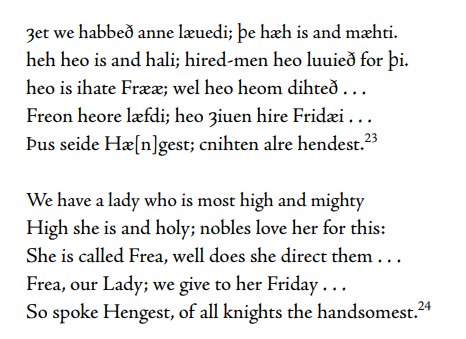 Ȝet we habbeð anne læuedi; þe hæh is and mæhti.
heh heo is and hali; hired-men heo luuieð for þi.
heo is ihate Frææ; wel heo heom dihteð . . .
Freon heore læfdi; heo ȝiuen hire Fridæi . . .
Þus seide Hæ[n]gest; cnihten alre hendest.23
We have a lady who is most high and mighty
High she is and holy; nobles love her for this:
She is called Frea, well does she direct them . . .
Frea, our Lady; we give to her Friday . . .
So spoke Hengest, of all knights the handsomest.24